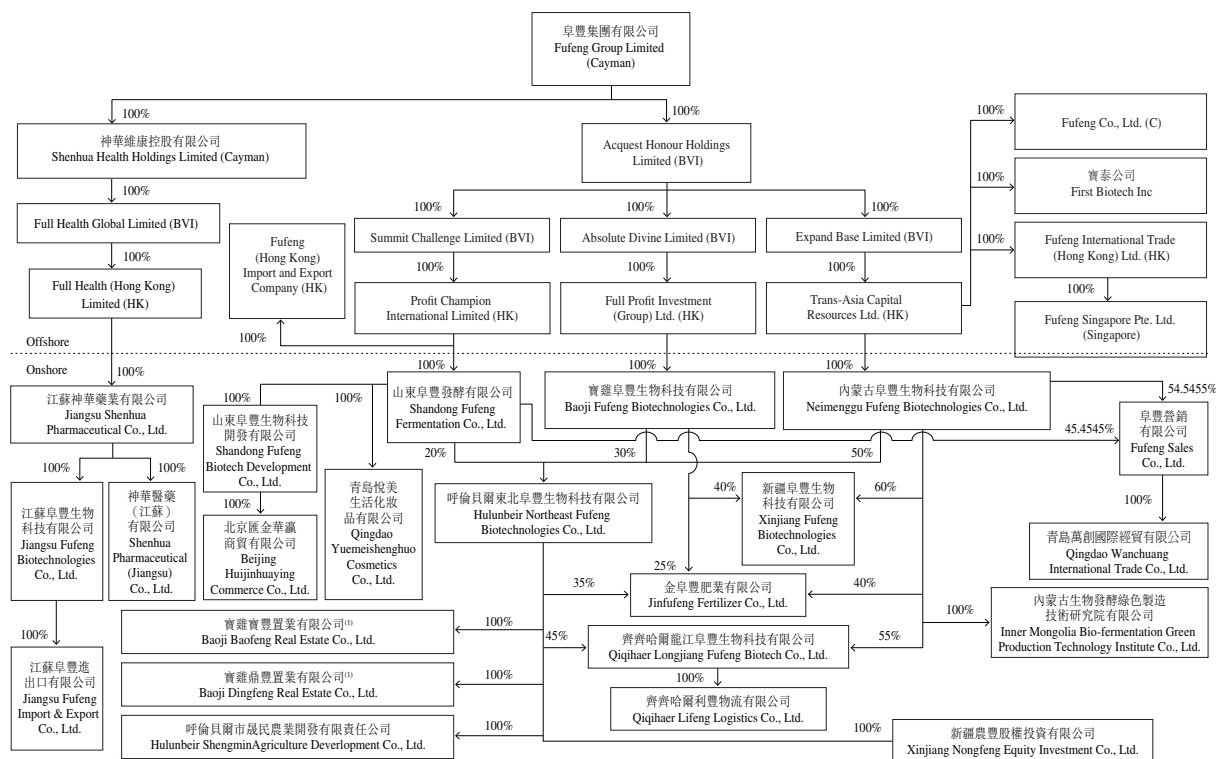 阜豐集團有限公司
Fufeng Group Limited
(Cayman)
100%
100%
神華維康控股有限公司
Shenhua Health Holdings Limited (Cayman)
Acquest Honour Holdings
Limited (BVI)
100%
Fufeng Co., Ltd. (C)
100%
寶泰公司
First Biotech Inc
100%
Full Health Global Limited (BVI)
100%
100%
100%
Fufeng
(Hong Kong)
Import and Export
Company (HK)
Summit Challenge Limited (BVI)
Absolute Divine Limited (BVI)
Expand Base Limited (BVI)
100%
Fufeng International Trade
(Hong Kong) Ltd. (HK)
100%
100%
100%
100%
100%
Full Health (Hong Kong)
Limited (HK)
Profit Champion
International Limited (HK)
Full Profit Investment
(Group) Ltd. (HK)
Trans-Asia Capital
Resources Ltd. (HK)
Fufeng Singapore Pte. Ltd.
(Singapore)
100%
Offshore
Onshore
100%
100%
100%
100%
江蘇神華藥業有限公司
Jiangsu Shenhua
Pharmaceutical Co., Ltd.
100%
100%
山東阜豐發酵有限公司
Shandong Fufeng
Fermentation Co., Ltd.
寶雞阜豐生物科技有限公司
Baoji Fufeng Biotechnologies Co., Ltd.
內蒙古阜豐生物科技有限公司
Neimenggu Fufeng Biotechnologies Co., Ltd.
54.5455%
45.4545%
阜豐營銷
有限公司
Fufeng Sales
Co., Ltd.
山東阜豐生物科技
開發有限公司
Shandong Fufeng
Biotech Development
Co., Ltd.
20%
30%
50%
100%
100%
江蘇阜豐生物
科技有限公司
Jiangsu Fufeng
Biotechnologies
Co., Ltd.
神華醫藥
（江蘇）
有限公司
Shenhua
Pharmaceutical
(Jiangsu)
Co., Ltd.
100%
北京匯金華瀛
商貿有限公司
Beijing
Huijinhuaying
Commerce Co., Ltd.
青島悅美
生活化妝
品有限公司
Qingdao
Yuemeishenghuo
Cosmetics
Co., Ltd.
呼倫貝爾東北阜豐生物科技有限公司
Hulunbeir Northeast Fufeng
Biotechnologies Co., Ltd.
40%
新疆阜豐生物
科技有限公司
Xinjiang Fufeng
Biotechnologies
Co., Ltd.
60%
100%
青島萬創國際經貿有限公司
Qingdao Wanchuang
International Trade Co., Ltd.
25%
35%
金阜豐肥業有限公司
Jinfufeng Fertilizer Co., Ltd.
40%
100%
內蒙古生物發酵綠色製造
技術研究院有限公司
Inner Mongolia Bio-fermentation Green
Production Technology Institute Co., Ltd.
寶雞寶豐置業有限公司(1)
Baoji Baofeng Real Estate Co., Ltd.
100%
45%
齊齊哈爾龍江阜豐生物科技有限公司
Qiqihaer Longjiang Fufeng Biotech Co., Ltd.
55%
100%
江蘇阜豐進
出口有限公司
Jiangsu Fufeng
Import & Export
Co., Ltd.
寶雞鼎豐置業有限公司(1)
Baoji Dingfeng Real Estate Co., Ltd.
100%
100%
齊齊哈爾利豐物流有限公司
Qiqihaer Lifeng Logistics Co., Ltd.
呼倫貝爾市晟民農業開發有限責任公司
Hulunbeir ShengminAgriculture Deverlopment Co., Ltd.
100%
100%
新疆農豐股權投資有限公司
Xinjiang Nongfeng Equity Investment Co., Ltd.